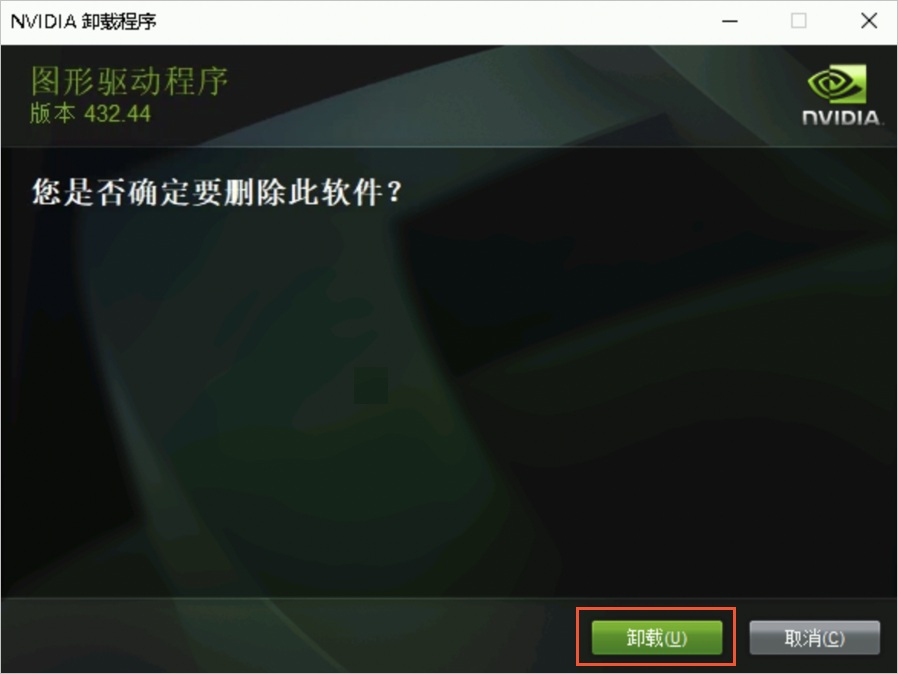 NVIDIA 卸载程序
图形驱动程序
版本 432.44
NVIDIA.
您是否确定要删除此软件？
卸载(U)
取消(C)